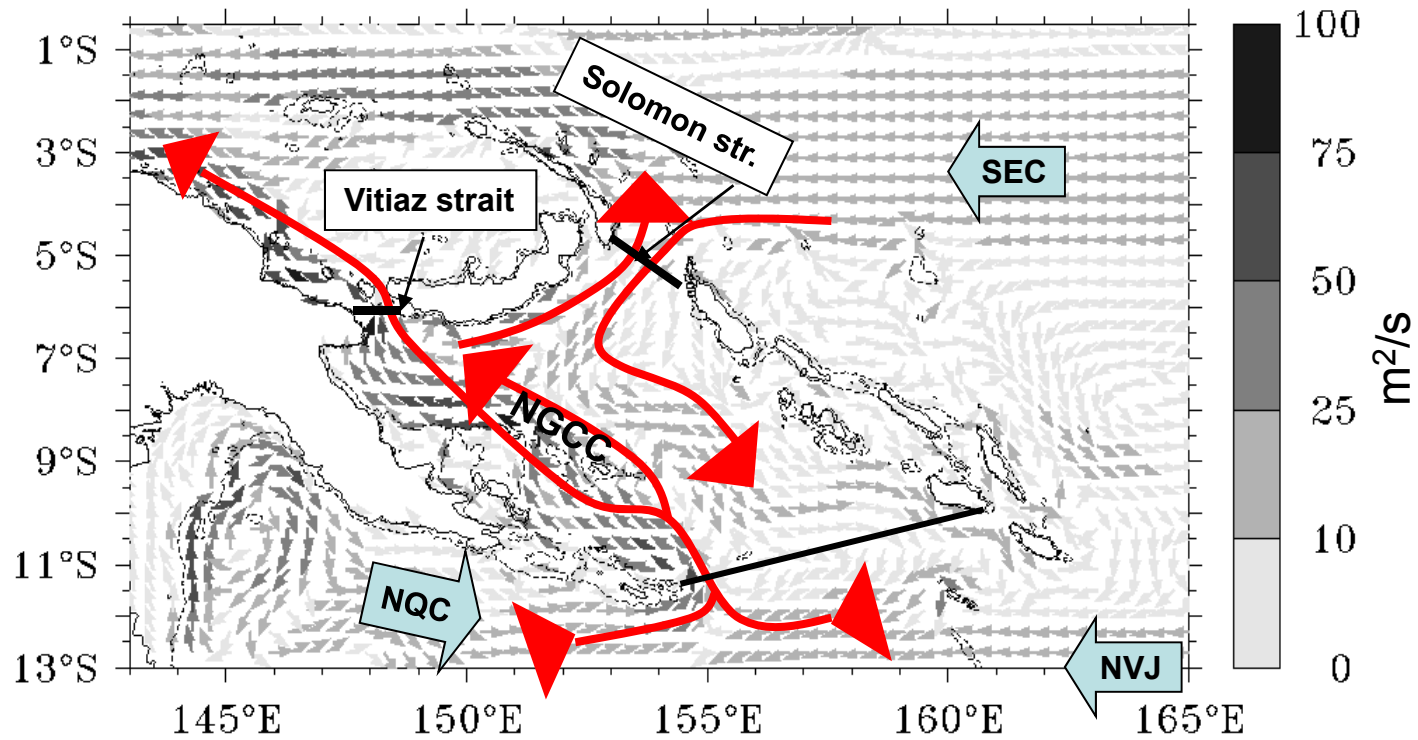 1°S
3°S
5°S
7°S
9°S
11°S
13°S
145°E
150°E
155°E
160°E
165°E
Solomon str.
Vitiaz strait
SEC
NGCC
NQC
NVJ
100
75
50
25
10
0
m²/s